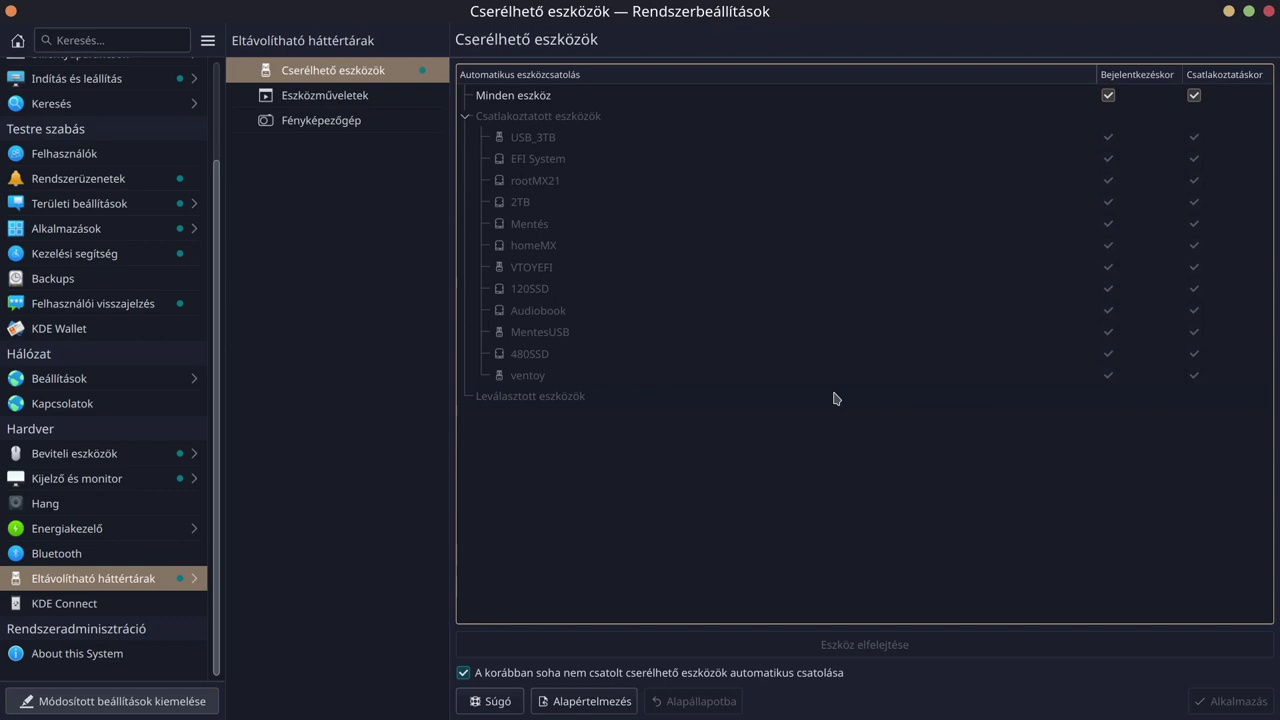 Cserélhető eszközök — Rendszerbeállítások
Keresés...
Indítás és leállítás
Keresés
Testre szabás
Felhasználók
Rendszerüzenetek
Területi beállítások
Alkalmazások
Kezelési segítség
Backups
Felhasználói visszajelzés
KDE Wallet
Hálózat
Beállítások
Kapcsolatok
Hardver
Beviteli eszközök
Kijelző és monitor
Hang
Energiakezelő
Bluetooth
Eltávolítható háttértárak
KDE Connect
Rendszeradminisztráció
About this System
Módosított beállítások kiemelése
Eltávolítható háttértárak
Cserélhető eszközök
Eszközműveletek
Fényképezőgép
Cserélhető eszközök
Automatikus eszközcsatolás Bejelentkezéskor Csatlakoztatáskor
Minden eszköz
Csatlakoztatott eszközök
USB_3TB
EFI System
rootMX21
2TB
Mentés
homeMX
VTOYEFI
120SSD
Audiobook
MentesUSB
480SSD
ventoy
Leválasztott eszközök
Eszköz elfelejtése
A korábban soha nem csatolt cserélhető eszközök automatikus csatolása
Súgó Alapértelmezés Alapállapotba Alkalmazás